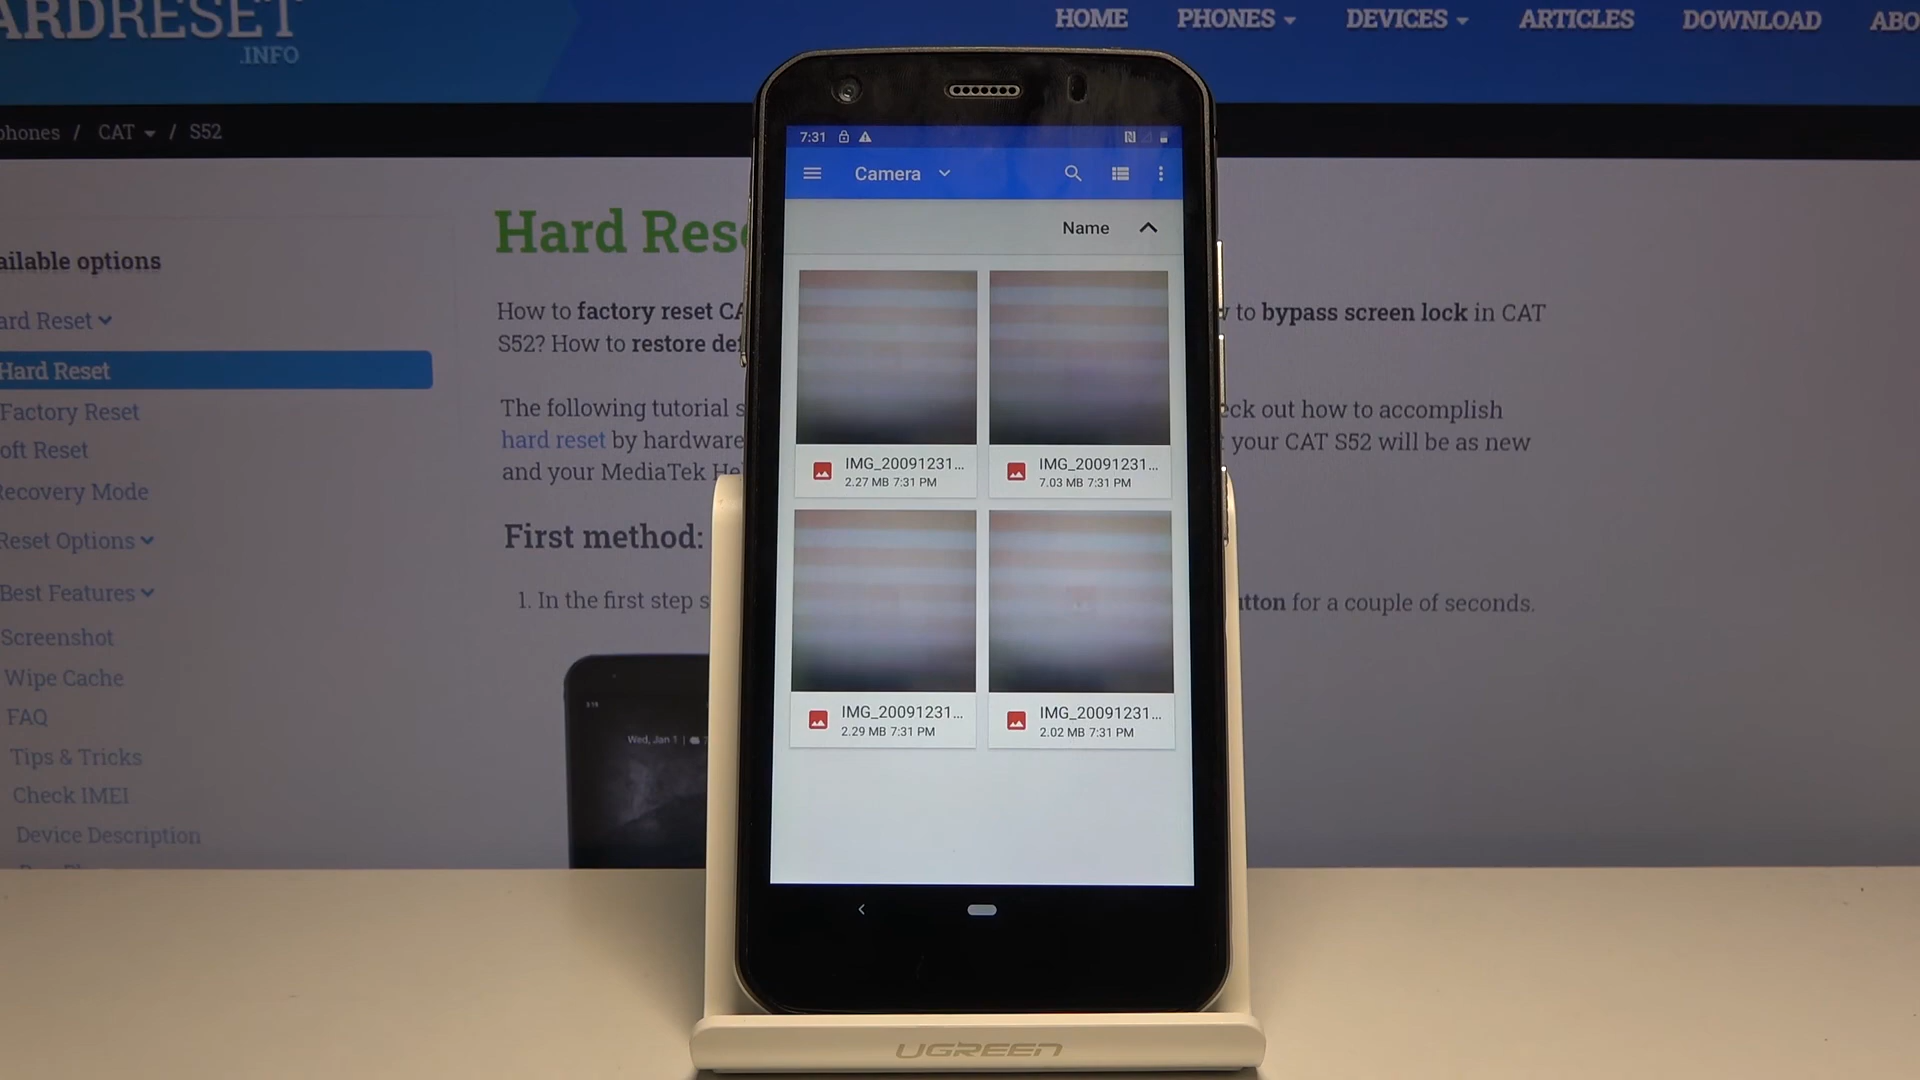 ARDRESET
.INFO
HOME PHONES DEVICES ARTICLES DOWNLOAD ABO
phones / CAT / S52
ailable options
ard Reset
Hard Reset
Factory Reset
oft Reset
Recovery Mode
Reset Options
Best Features
Screenshot
Wipe Cache
FAQ
Tips & Tricks
Check IMEI
Device Description
Hard Res
How to factory reset CA to bypass screen lock in CAT
S52? How to restore def
The following tutorial s eck out how to accomplish
hard reset by hardware your CAT S52 will be as new
and your MediaTek He
First method:
1. In the first step s tton for a couple of seconds.
Wed, Jan 1
7:31
Camera
Name
IMG_20091231...
2.27 MB 7:31 PM
IMG_20091231...
7.03 MB 7:31 PM
IMG_20091231...
2.29 MB 7:31 PM
IMG_20091231...
2.02 MB 7:31 PM
UGREEN